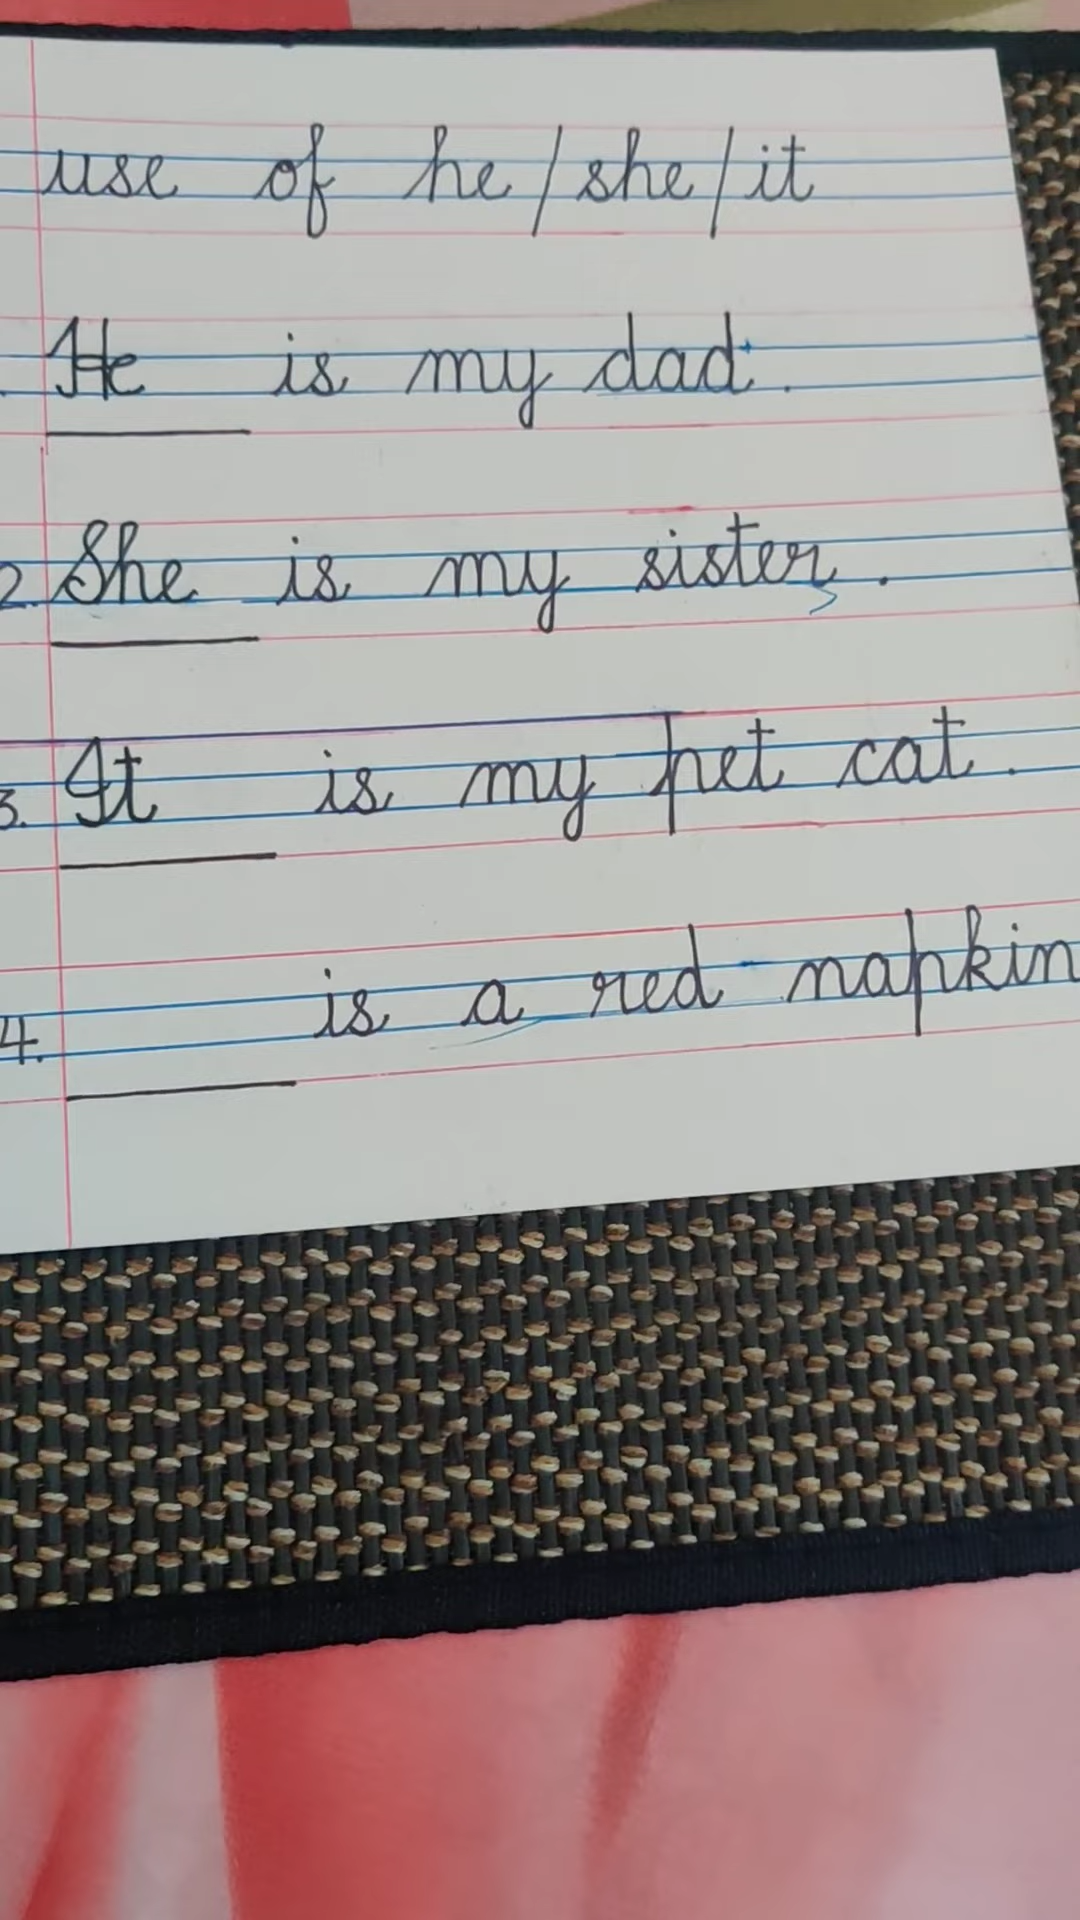 use of he/she/it
He is my dad.
2. She is my sister.
3. It is my pet cat.
4. ______ is a red napkin